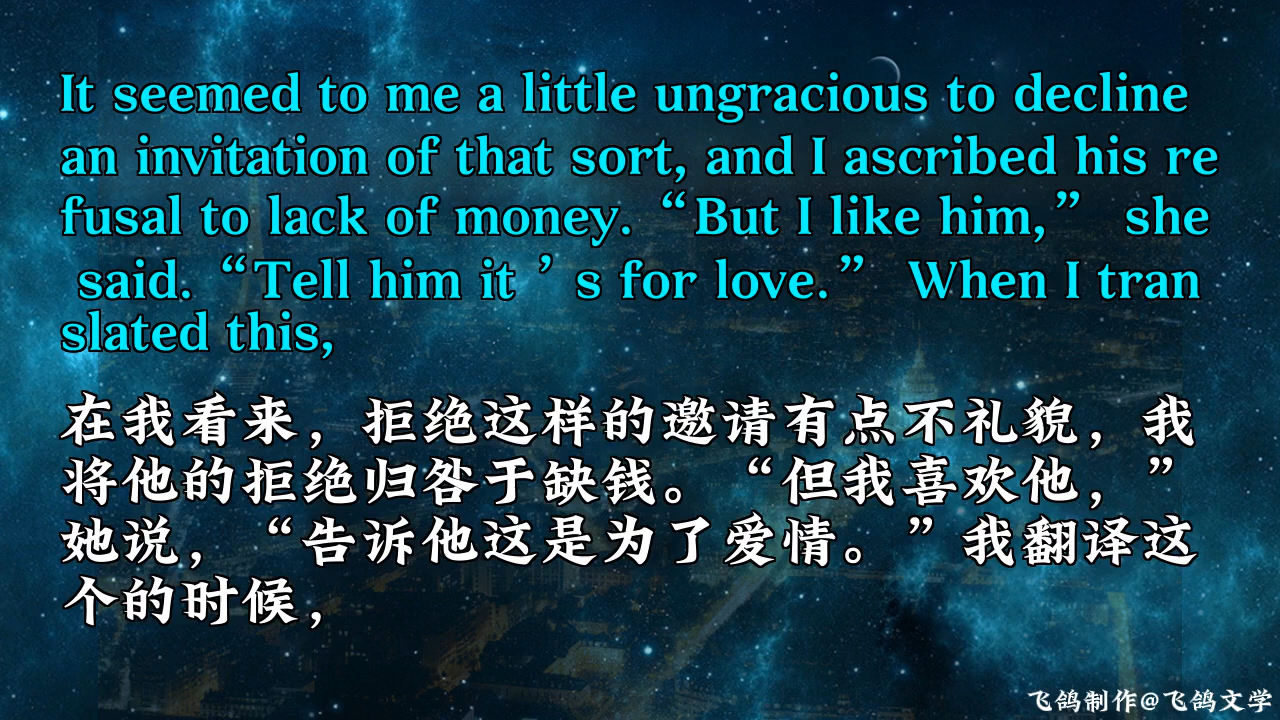 It seemed to me a little ungracious to decline
an invitation of that sort, and I ascribed his re
fusal to lack of money. “But I like him,” she
said. “Tell him it ’ s for love.” When I tran
slated this,
在我看来，拒绝这样的邀请有点不礼貌，我
将他的拒绝归咎于缺钱。“但我喜欢他，”
她说，“告诉他这是为了爱情。”我翻译这
个的时候，
飞鸽制作@飞鸽文学